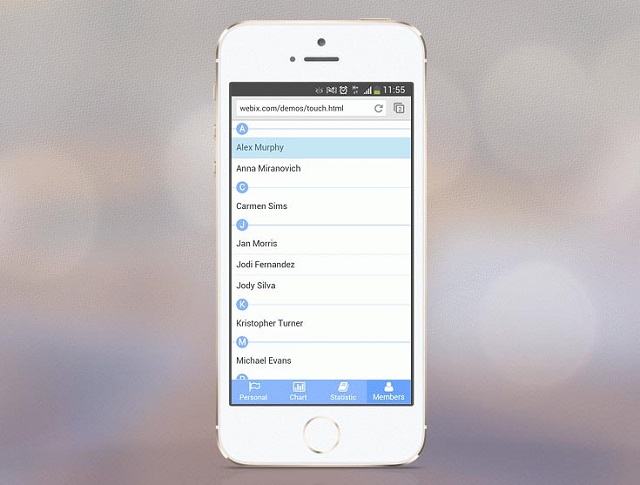 11:55
webix.com/demos/touch.html
2
A
Alex Murphy
Anna Miranovich
C
Carmen Sims
J
Jan Morris
Jodi Fernandez
Jody Silva
K
Kristopher Turner
M
Michael Evans
Personal
Chart
Statistic
Members